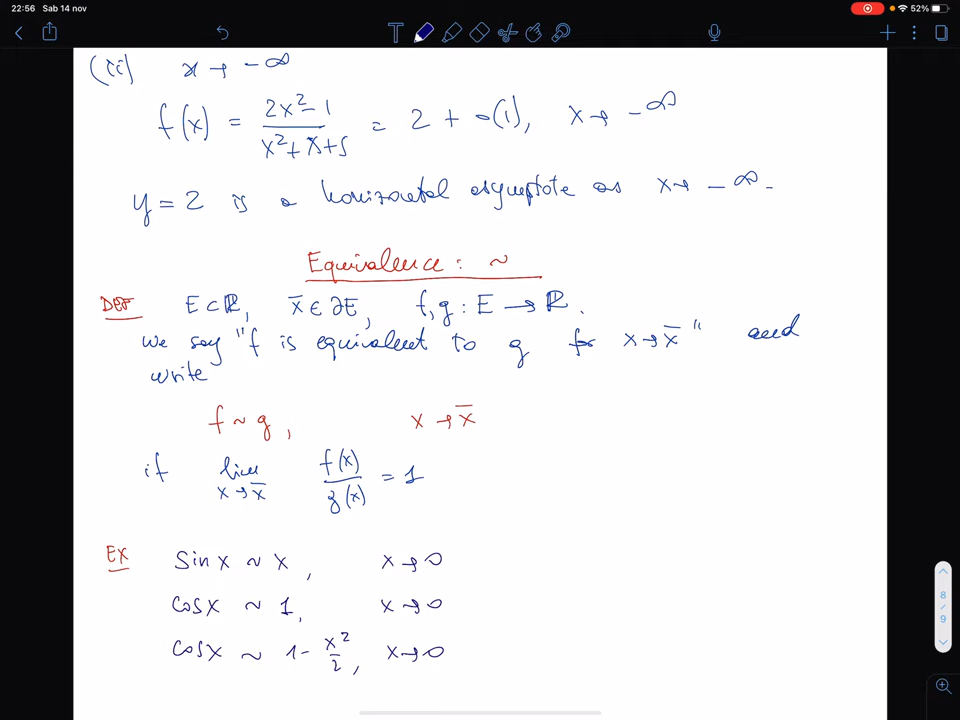 22:56 Sab 14 nov
52%
(ii) x → -∞
f(x) = (2x² - 1)/(x² + x + 5) = 2 + o(1), x → -∞
y = 2 is a horizontal asymptote as x → -∞.
Equivalence : ~
DEF E ⊂ ℝ, x̄ ∈ ∂E, f, g : E → ℝ.
We say "f is equivalent to g for x → x̄" and
write
f ~ g, x → x̄
if lim_{x → x̄} f(x)/g(x) = 1
EX sin x ~ x, x → 0
cos x ~ 1, x → 0
cos x ~ 1 - x²/2, x → 0
8
/
9